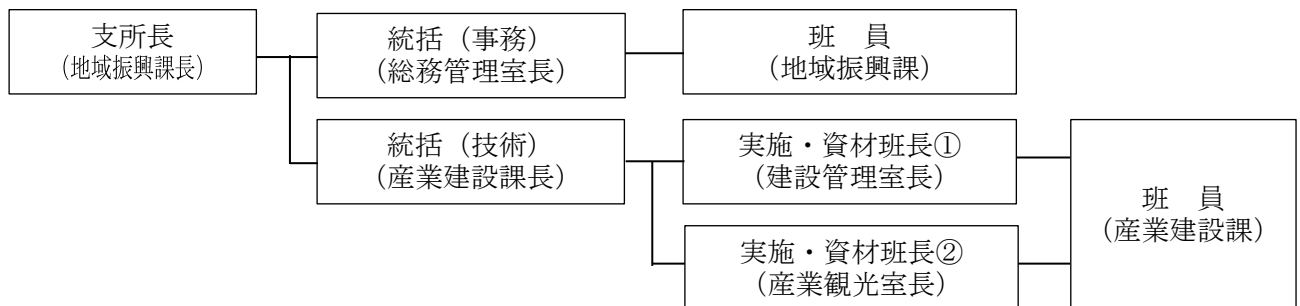 支所長
（地域振興課長）
統括（事務）
（総務管理室長）
班　員
（地域振興課）
統括（技術）
（産業建設課長）
実施・資材班長①
（建設管理室長）
実施・資材班長②
（産業観光室長）
班　員
（産業建設課）